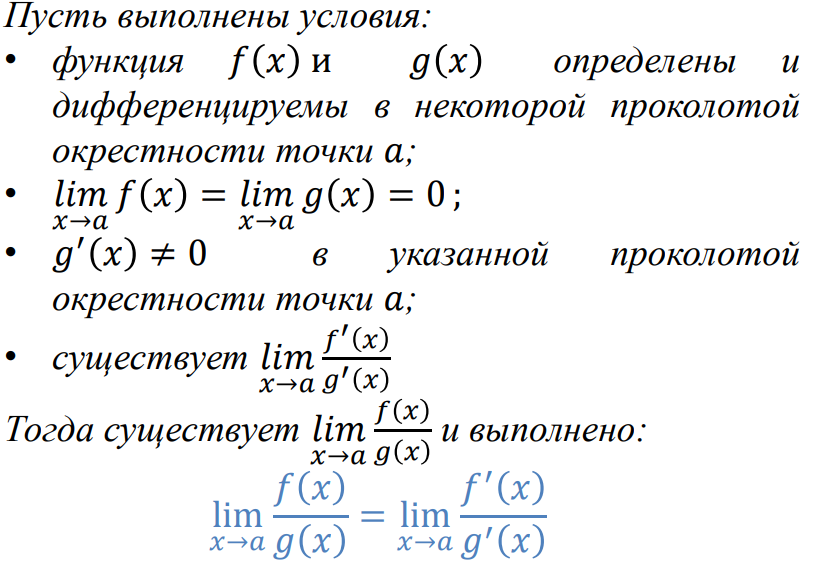 Пусть выполнены условия:
• функция f(x) и g(x) определены и
дифференцируемы в некоторой проколотой
окрестности точки a;
• lim f(x) = lim g(x) = 0 ;
x→a x→a
• g′(x) ≠ 0 в указанной проколотой
окрестности точки a;
• существует lim x→a f′(x)/g′(x)
Тогда существует lim x→a f(x)/g(x) и выполнено:
lim x→a f(x)/g(x) = lim x→a f′(x)/g′(x)